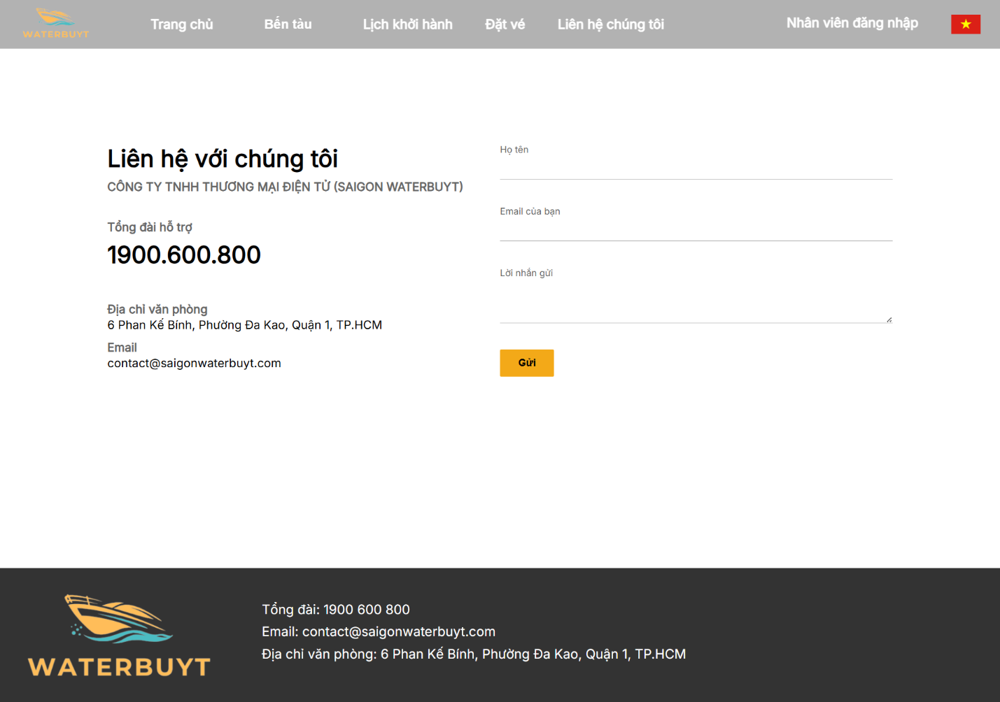 WATERBUYT
Trang chủ
Bến tàu
Lịch khởi hành
Đặt vé
Liên hệ chúng tôi
Nhân viên đăng nhập
Liên hệ với chúng tôi
CÔNG TY TNHH THƯƠNG MẠI ĐIỆN TỬ (SAIGON WATERBUYT)
Tổng đài hỗ trợ
1900.600.800
Địa chỉ văn phòng
6 Phan Kế Bính, Phường Đa Kao, Quận 1, TP.HCM
Email
contact@saigonwaterbuyt.com
Họ tên
Email của bạn
Lời nhắn gửi
Gửi
WATERBUYT
Tổng đài: 1900 600 800
Email: contact@saigonwaterbuyt.com
Địa chỉ văn phòng: 6 Phan Kế Bính, Phường Đa Kao, Quận 1, TP.HCM